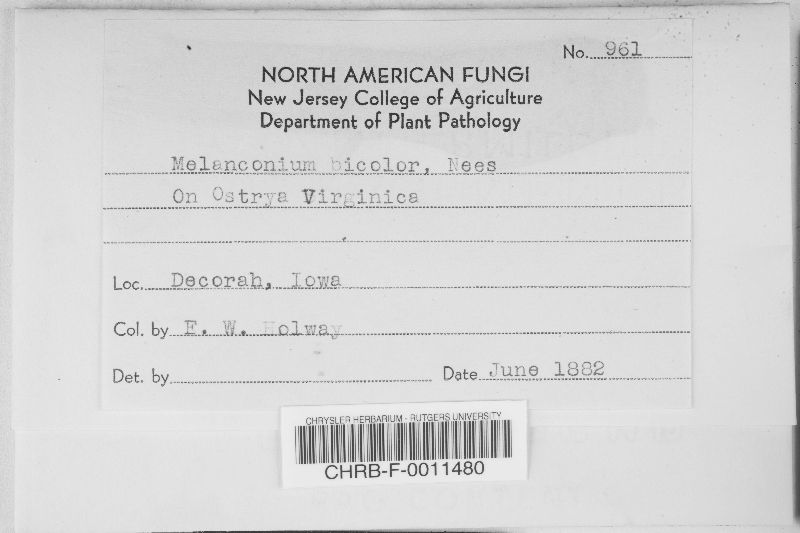 No. 961
NORTH AMERICAN FUNGI
New Jersey College of Agriculture
Department of Plant Pathology
Melanconium bicolor, Nees
On Ostrya Virginica
Loc. Decorah, Iowa
Col. by E. W. Holway
Det. by
Date June 1882
CHRYSLER HERBARIUM - RUTGERS UNIVERSITY
CHRB-F-0011480